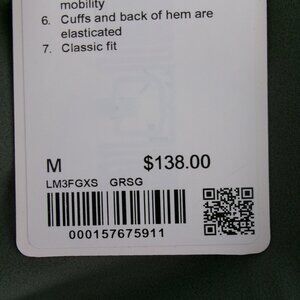 mobility
6. Cuffs and back of hem are
elasticated
7. Classic fit
M $138.00
LM3FGXS GRSG
000157675911